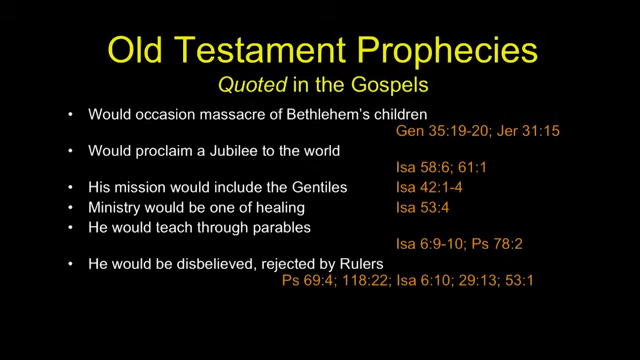 Old Testament Prophecies
Quoted in the Gospels
• Would occasion massacre of Bethlehem's children
Gen 35:19-20; Jer 31:15
• Would proclaim a Jubilee to the world
Isa 58:6; 61:1
• His mission would include the Gentiles Isa 42:1-4
• Ministry would be one of healing Isa 53:4
• He would teach through parables
Isa 6:9-10; Ps 78:2
• He would be disbelieved, rejected by Rulers
Ps 69:4; 118:22; Isa 6:10; 29:13; 53:1